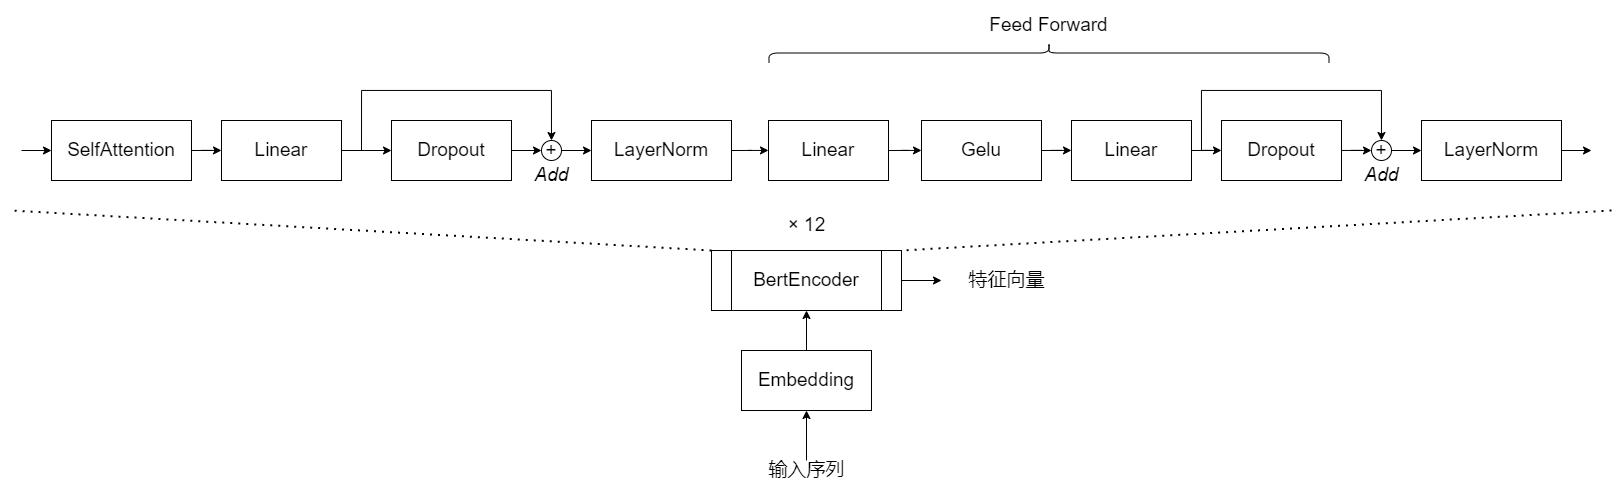 Feed Forward
SelfAttention
Linear
Dropout
+
Add
LayerNorm
Linear
Gelu
Linear
Dropout
+
Add
LayerNorm
× 12
BertEncoder
特征向量
Embedding
输入序列